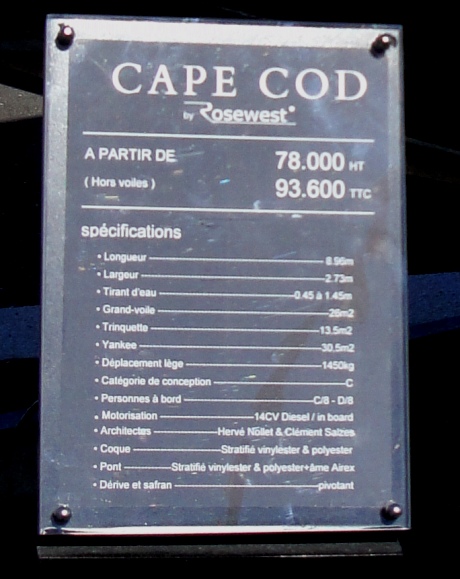 CAPE COD
by Rosewest
A PARTIR DE 78.000 HT
( Hors voiles ) 93.600 TTC
spécifications
• Longueur 8.96m
• Largeur 2.73m
• Tirant d'eau 0.45 à 1.45m
• Grand-voile 26m2
• Trinquette 13.5m2
• Yankee 30.5m2
• Déplacement lège 1450kg
• Catégorie de conception C
• Personnes à bord C/8 - D/8
• Motorisation 14CV Diesel / in board
• Architectes Hervé Nollet & Clément Salzes
• Coque Stratifié vinylester & polyester
• Pont Stratifié vinylester & polyester+âme Airex
• Dérive et safran pivotant